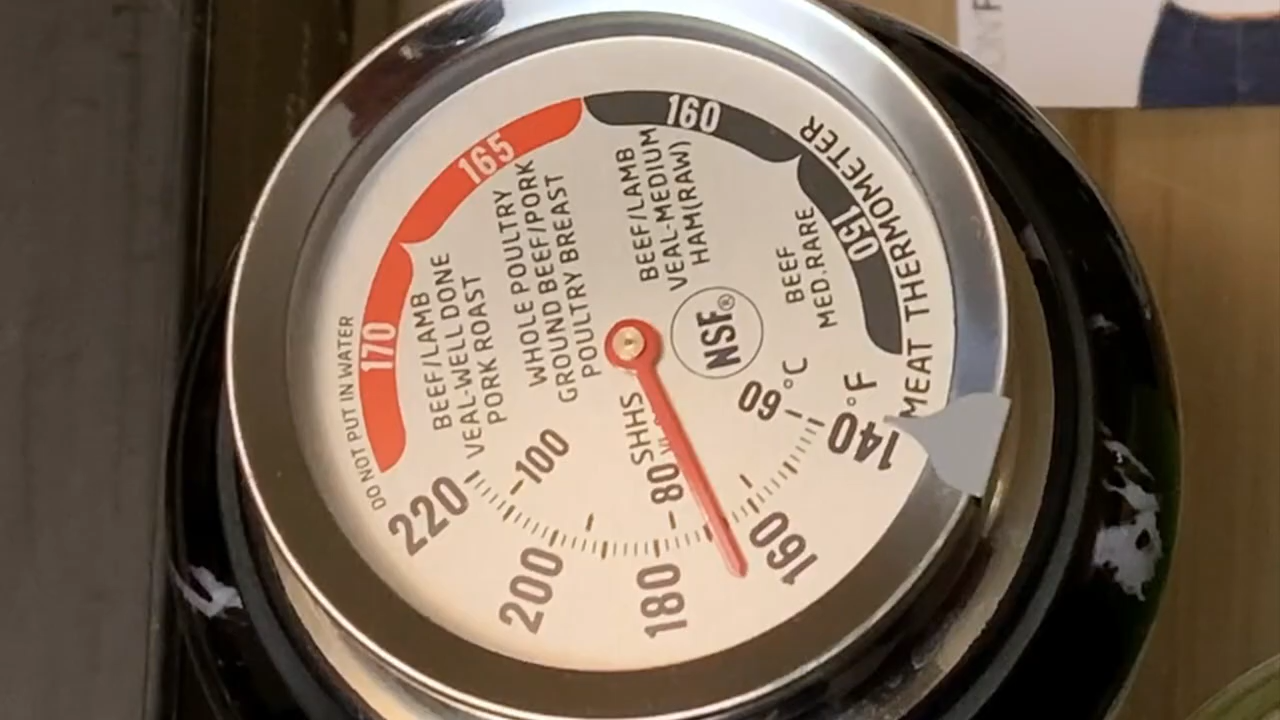 MEAT THERMOMETER
150
160
165
170
BEEF
MED.RARE
BEEF/LAMB
VEAL-MEDIUM
HAM(RAW)
WHOLE POULTRY
GROUND BEEF/PORK
POULTRY BREAST
BEEF/LAMB
VEAL-WELL DONE
PORK ROAST
DO NOT PUT IN WATER
NSF®
°C
60
80
100
°F
140
160
180
200
220
SHHS